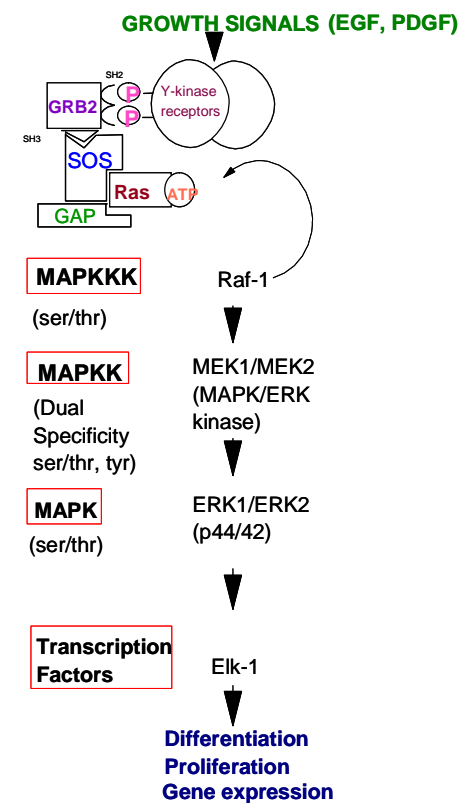 GROWTH SIGNALS (EGF, PDGF)
SH2
GRB2
P
P
Y-kinase
receptors
SH3
SOS
Ras
ATP
GAP
MAPKKK
Raf-1
(ser/thr)
MAPKK
MEK1/MEK2
(MAPK/ERK
kinase)
(Dual
Specificity
ser/thr, tyr)
MAPK
ERK1/ERK2
(p44/42)
(ser/thr)
Transcription
Factors
Elk-1
Differentiation
Proliferation
Gene expression